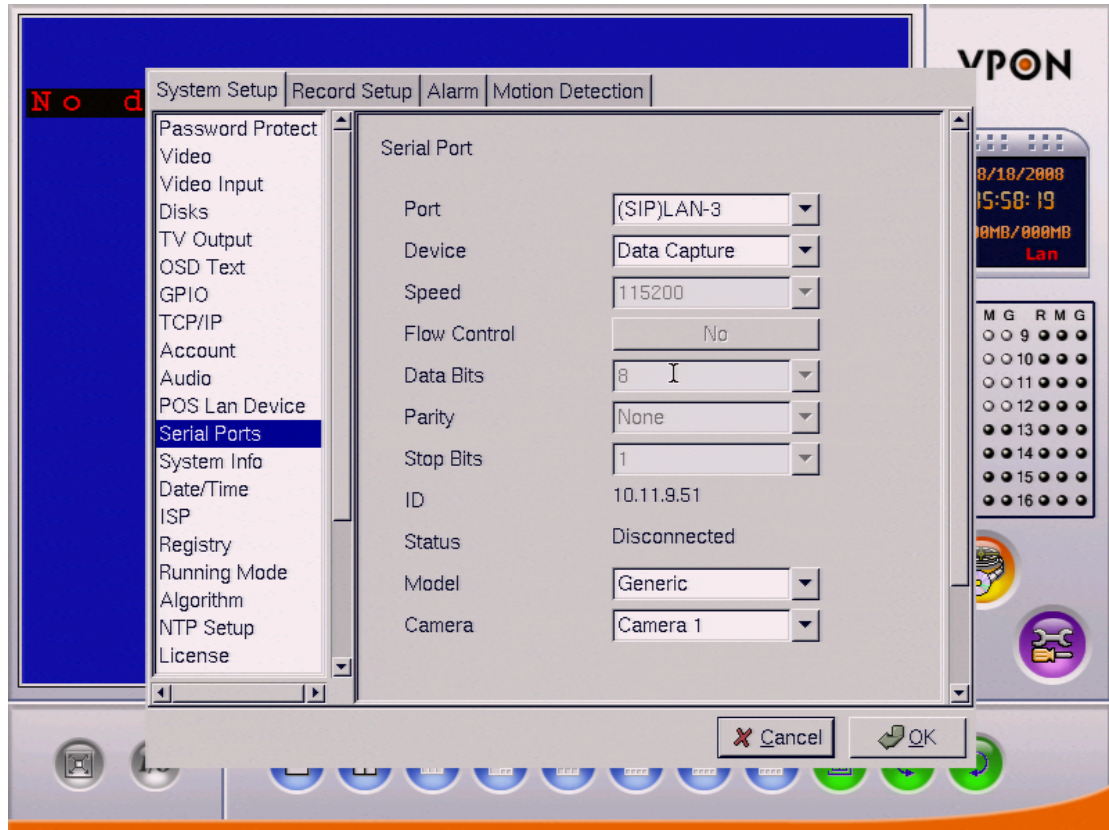 VPON
No d
System Setup Record Setup Alarm Motion Detection
Password Protect
Video
Video Input
Disks
TV Output
OSD Text
GPIO
TCP/IP
Account
Audio
POS Lan Device
Serial Ports
System Info
Date/Time
ISP
Registry
Running Mode
Algorithm
NTP Setup
License
Serial Port
Port (SIP)LAN-3
Device Data Capture
Speed 115200
Flow Control No
Data Bits 8
Parity None
Stop Bits 1
ID 10.11.9.51
Status Disconnected
Model Generic
Camera Camera 1
Cancel OK
8/18/2008
5:58:19
0MB/000MB
Lan
M G R M G
9
10
11
12
13
14
15
16